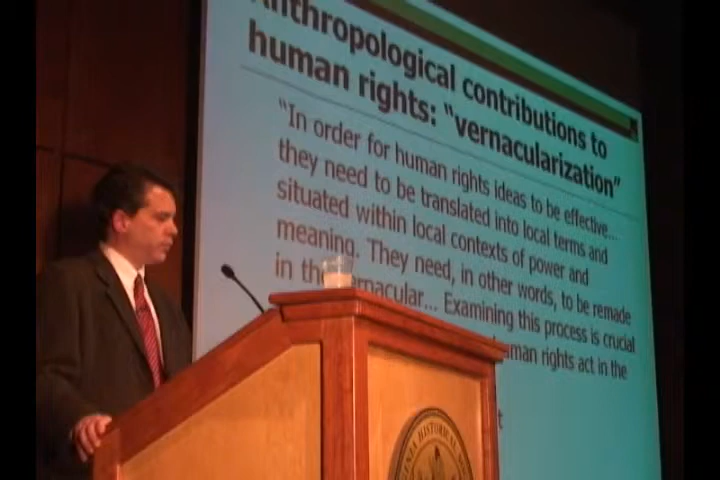 Anthropological contributions to
human rights: “vernacularization”
“In order for human rights ideas to be effective...
they need to be translated into local terms and
situated within local contexts of power and
meaning. They need, in other words, to be remade
in the vernacular... Examining this process is crucial
human rights act in the
HISTORICAL